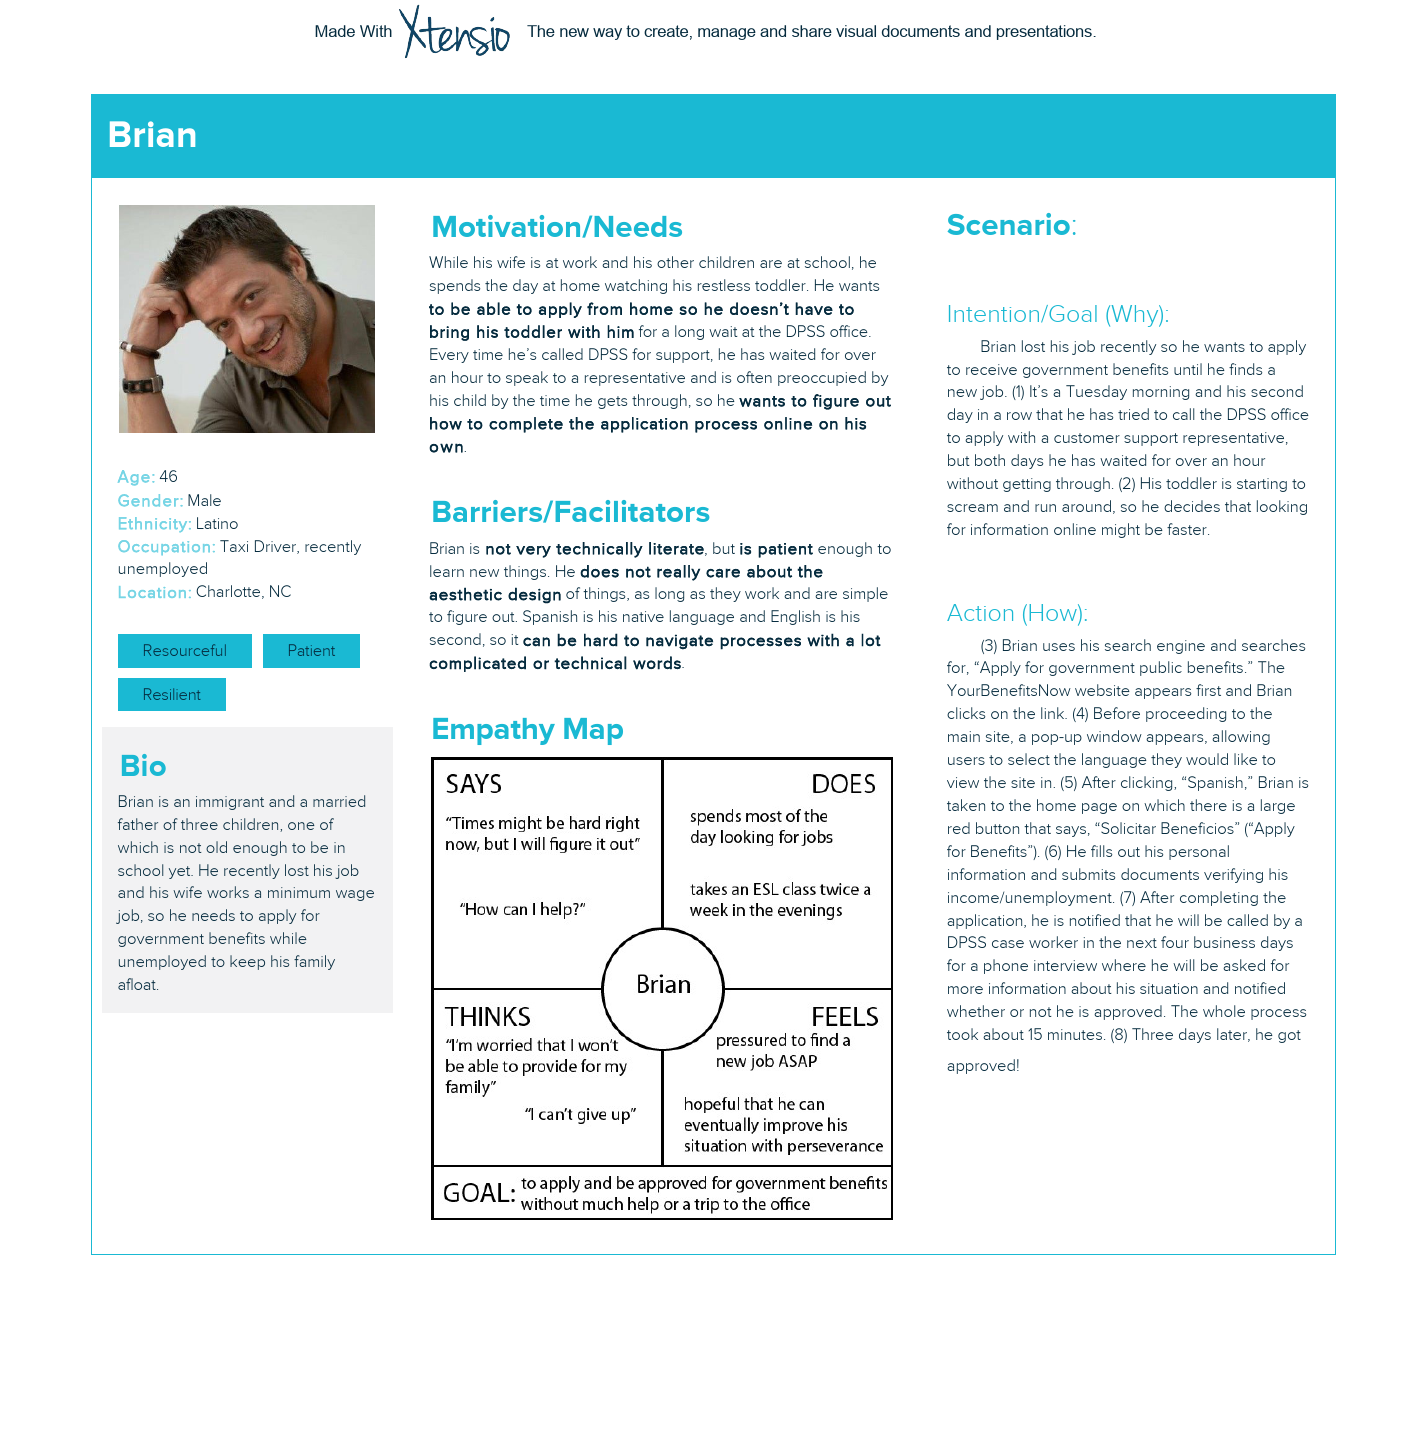 Made With Xtensio The new way to create, manage and share visual documents and presentations.
Brian
Age: 46
Gender: Male
Ethnicity: Latino
Occupation: Taxi Driver, recently
unemployed
Location: Charlotte, NC
Resourceful
Patient
Resilient
Bio
Brian is an immigrant and a married
father of three children, one of
which is not old enough to be in
school yet. He recently lost his job
and his wife works a minimum wage
job, so he needs to apply for
government benefits while
unemployed to keep his family
afloat.
Motivation/Needs
While his wife is at work and his other children are at school, he
spends the day at home watching his restless toddler. He wants
to be able to apply from home so he doesn't have to
bring his toddler with him for a long wait at the DPSS office.
Every time he's called DPSS for support, he has waited for over
an hour to speak to a representative and is often preoccupied by
his child by the time he gets through, so he wants to figure out
how to complete the application process online on his
own.
Barriers/Facilitators
Brian is not very technically literate, but is patient enough to
learn new things. He does not really care about the
aesthetic design of things, as long as they work and are simple
to figure out. Spanish is his native language and English is his
second, so it can be hard to navigate processes with a lot
complicated or technical words.
Empathy Map
SAYS
“Times might be hard right
now, but I will figure it out”
“How can I help?”
DOES
spends most of the
day looking for jobs
takes an ESL class twice a
week in the evenings
Brian
THINKS
“I'm worried that I won't
be able to provide for my
family”
“I can't give up”
FEELS
pressured to find a
new job ASAP
hopeful that he can
eventually improve his
situation with perseverance
GOAL: to apply and be approved for government benefits
without much help or a trip to the office
Scenario:
Intention/Goal (Why):
Brian lost his job recently so he wants to apply
to receive government benefits until he finds a
new job. (1) It's a Tuesday morning and his second
day in a row that he has tried to call the DPSS office
to apply with a customer support representative,
but both days he has waited for over an hour
without getting through. (2) His toddler is starting to
scream and run around, so he decides that looking
for information online might be faster.
Action (How):
(3) Brian uses his search engine and searches
for, “Apply for government public benefits.” The
YourBenefitsNow website appears first and Brian
clicks on the link. (4) Before proceeding to the
main site, a pop-up window appears, allowing
users to select the language they would like to
view the site in. (5) After clicking, “Spanish,” Brian is
taken to the home page on which there is a large
red button that says, “Solicitar Beneficios” (“Apply
for Benefits”). (6) He fills out his personal
information and submits documents verifying his
income/unemployment. (7) After completing the
application, he is notified that he will be called by a
DPSS case worker in the next four business days
for a phone interview where he will be asked for
more information about his situation and notified
whether or not he is approved. The whole process
took about 15 minutes. (8) Three days later, he got
approved!